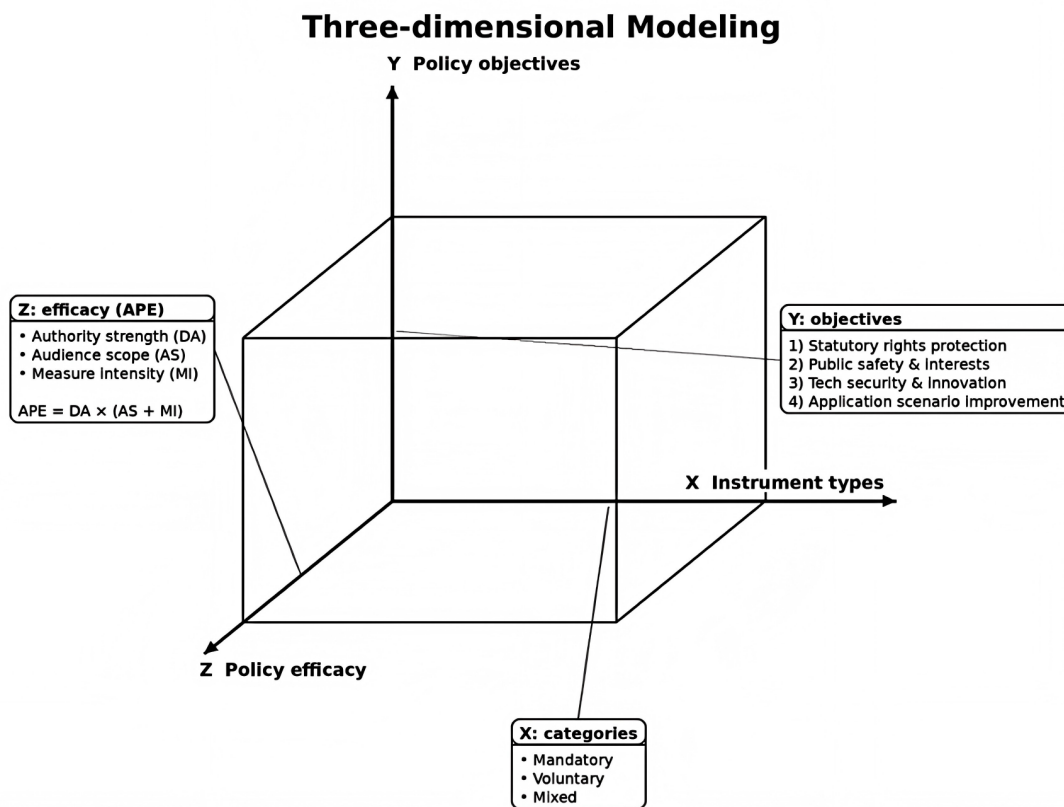 Three-dimensional Modeling
Y Policy objectives
Z: efficacy (APE)
• Authority strength (DA)
• Audience scope (AS)
• Measure intensity (MI)
APE = DA × (AS + MI)
Y: objectives
1) Statutory rights protection
2) Public safety & interests
3) Tech security & innovation
4) Application scenario improvement
X Instrument types
Z Policy efficacy
X: categories
• Mandatory
• Voluntary
• Mixed